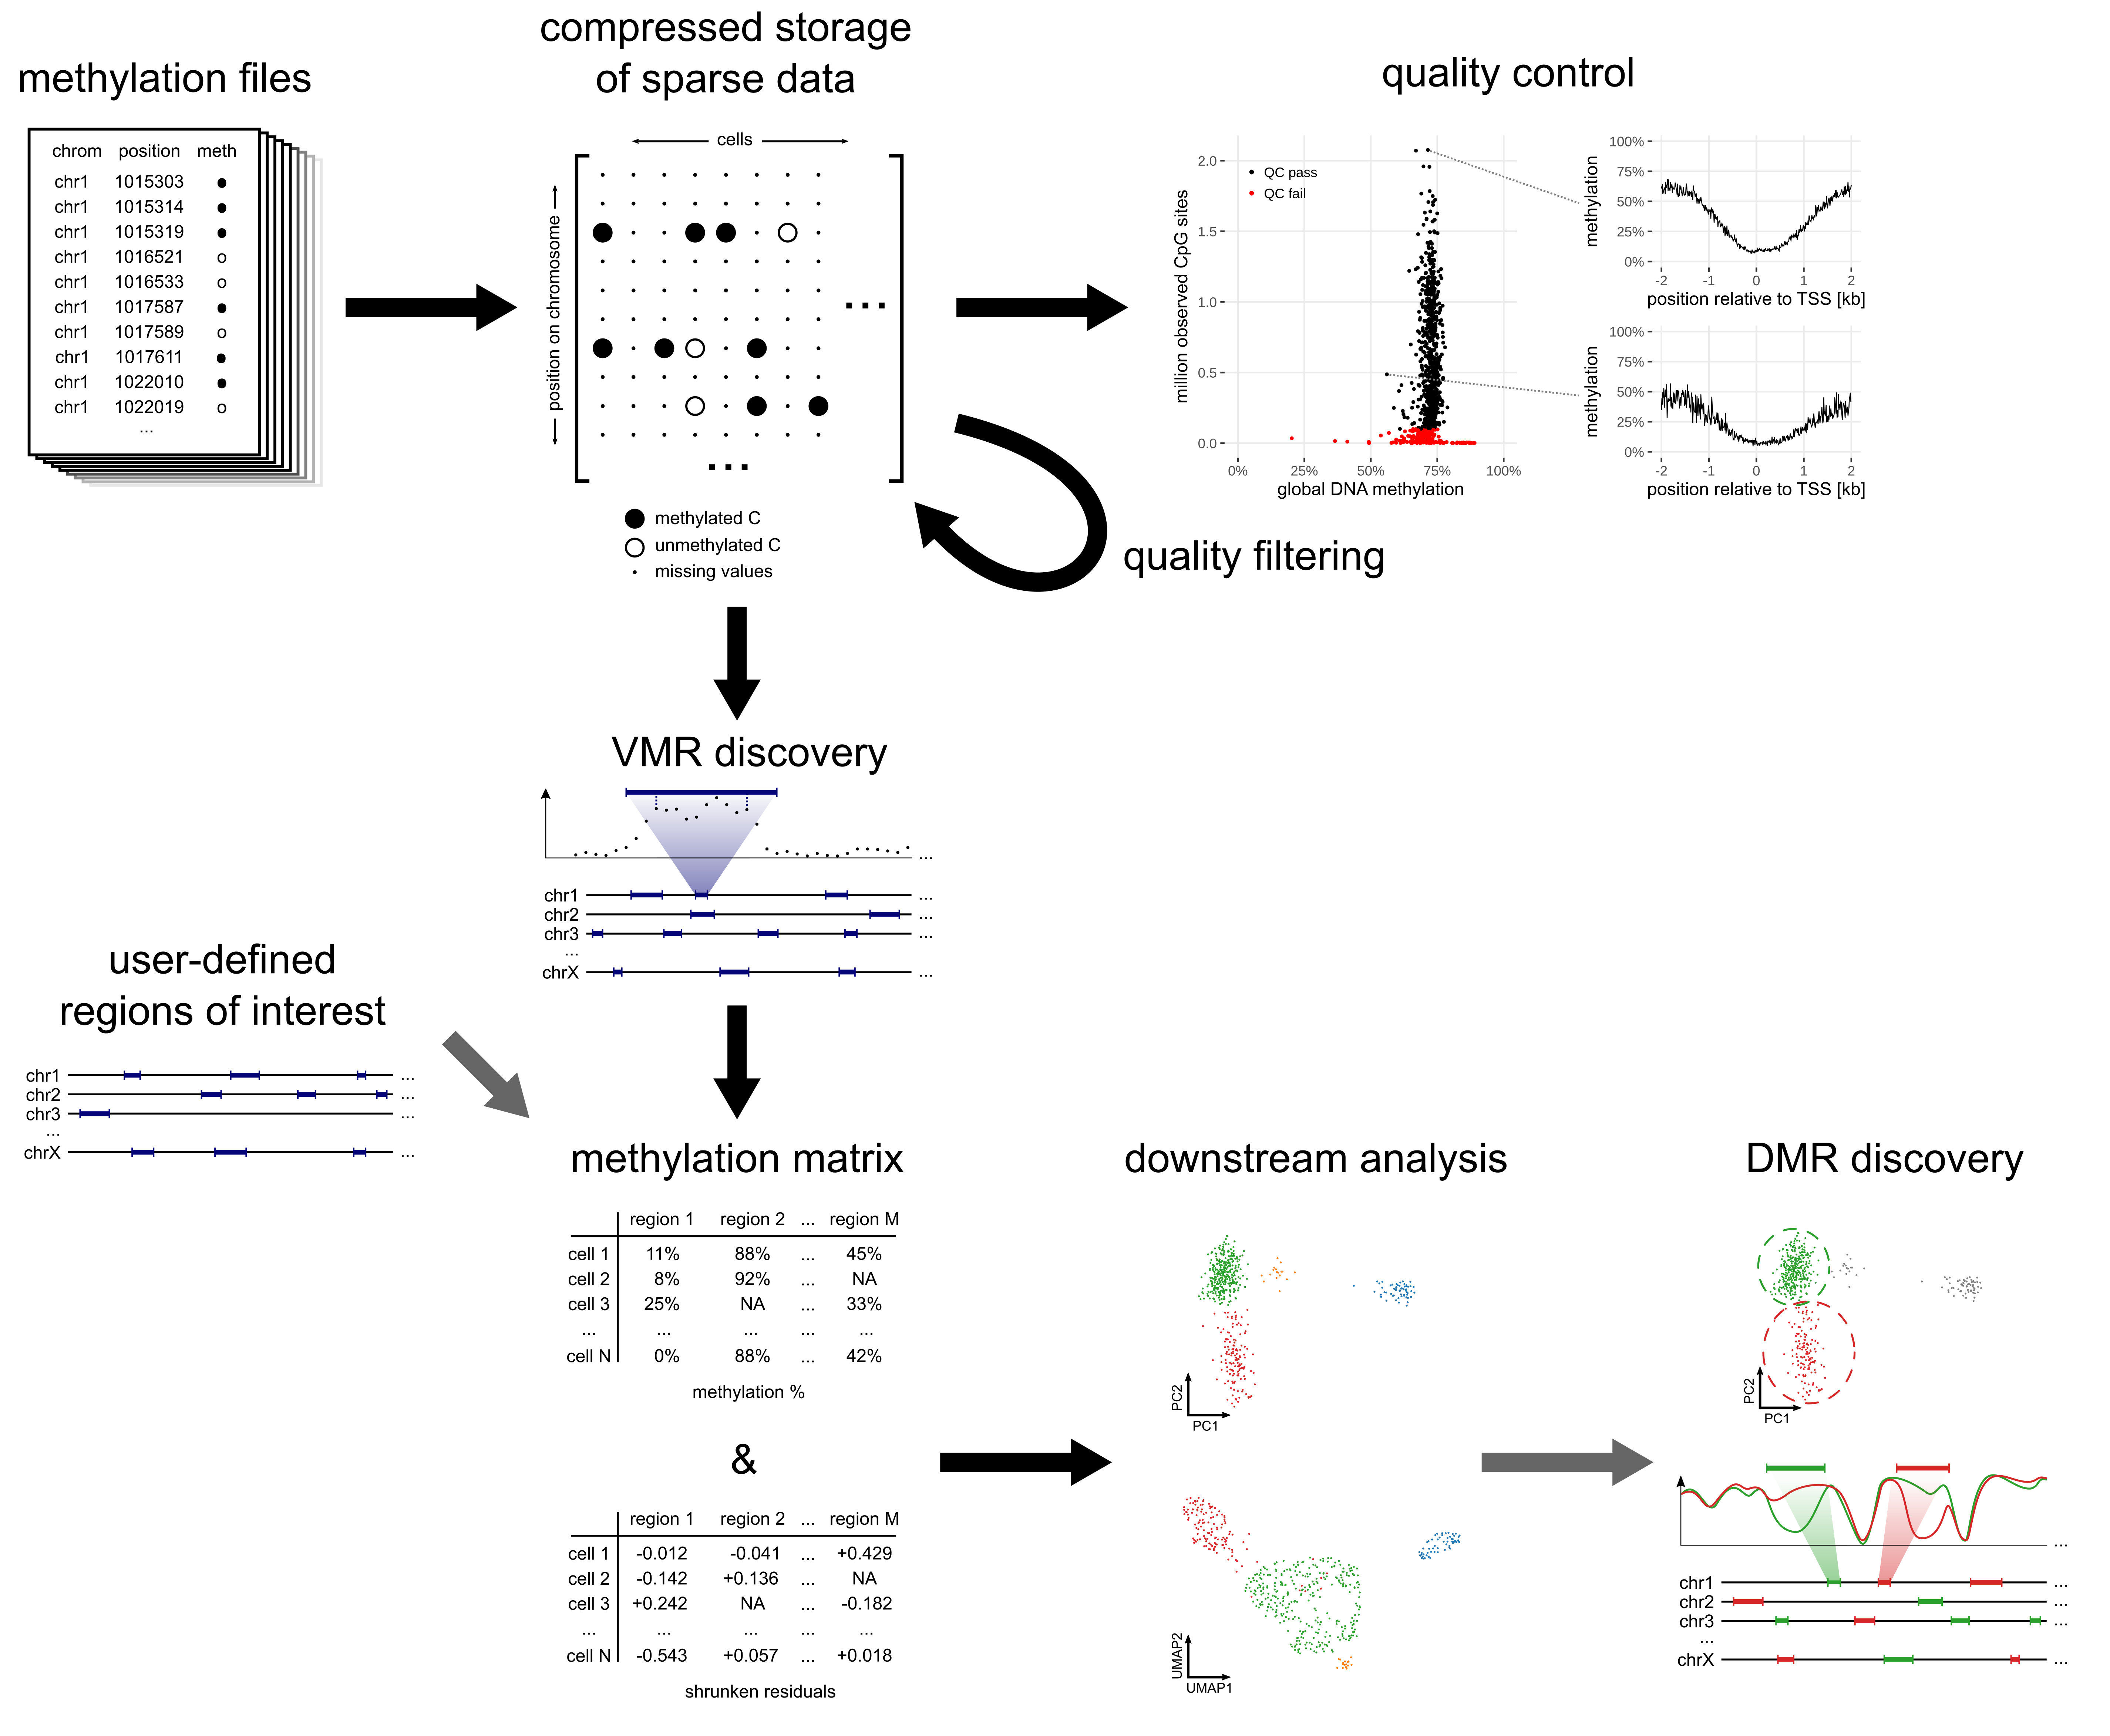 methylation files
chrom position meth
chr1 1015303 ●
chr1 1015314 ●
chr1 1015319 ●
chr1 1016521 o
chr1 1016533 o
chr1 1017587 ●
chr1 1017589 o
chr1 1017611 ●
chr1 1022010 ●
chr1 1022019 o
...
compressed storage
of sparse data
cells
position on chromosome
...
...
methylated C
unmethylated C
missing values
quality control
million observed CpG sites
2.0
1.5
1.0
0.5
0.0
QC pass
QC fail
0% 25% 50% 75% 100%
global DNA methylation
methylation
100%
75%
50%
25%
0%
-2 -1 0 1 2
position relative to TSS [kb]
methylation
100%
75%
50%
25%
0%
-2 -1 0 1 2
position relative to TSS [kb]
quality filtering
VMR discovery
...
chr1 ...
chr2 ...
chr3 ...
...
chrX ...
user-defined
regions of interest
chr1 ...
chr2 ...
chr3 ...
...
chrX ...
methylation matrix
region 1 region 2 ... region M
cell 1 11% 88% ... 45%
cell 2 8% 92% ... NA
cell 3 25% NA ... 33%
... ... ... ... ...
cell N 0% 88% ... 42%
methylation %
&
region 1 region 2 ... region M
cell 1 -0.012 -0.041 ... +0.429
cell 2 -0.142 +0.136 ... NA
cell 3 +0.242 NA ... -0.182
... ... ... ... ...
cell N -0.543 +0.057 ... +0.018
shrunken residuals
downstream analysis
PC2
PC1
UMAP2
UMAP1
DMR discovery
PC2
PC1
...
chr1 ...
chr2 ...
chr3 ...
...
chrX ...